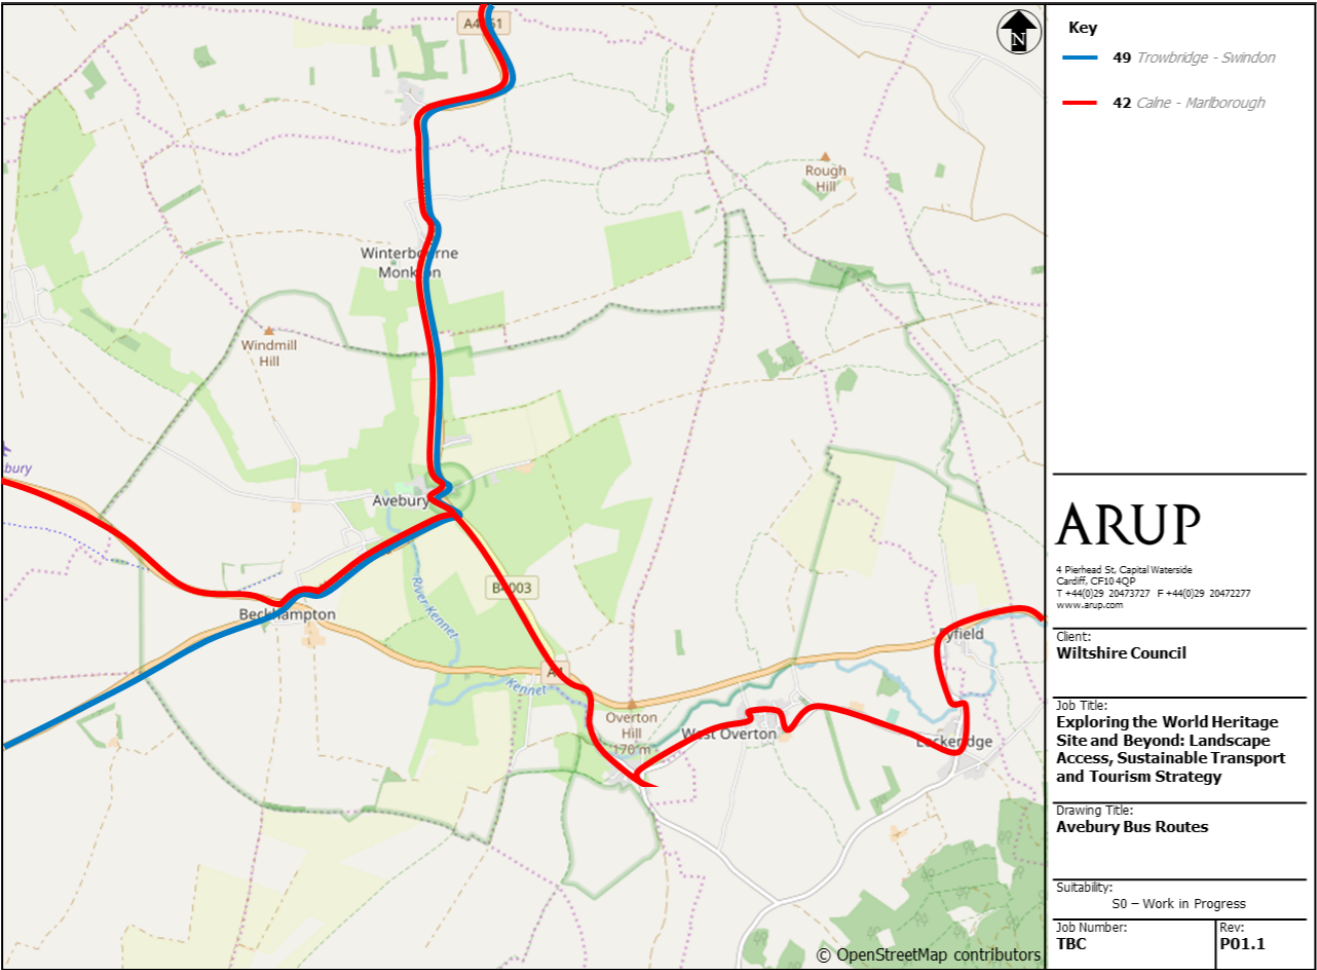 A4361
N
Rough
Hill
Winterbourne
Monkton
Windmill
Hill
bury
Avebury
B4003
River Kennet
Beckhampton
A4
Kennet
Overton
Hill
170 m
West Overton
Fyfield
Lockeridge
© OpenStreetMap contributors
Key
49 Trowbridge - Swindon
42 Calne - Marlborough
ARUP
4 Pierhead St, Capital Waterside
Cardiff, CF10 4QP
T +44(0)29 20473727 F +44(0)29 20472277
www.arup.com
Client:
Wiltshire Council
Job Title:
Exploring the World Heritage
Site and Beyond: Landscape
Access, Sustainable Transport
and Tourism Strategy
Drawing Title:
Avebury Bus Routes
Suitability:
S0 – Work in Progress
Job Number:
TBC
Rev:
P01.1